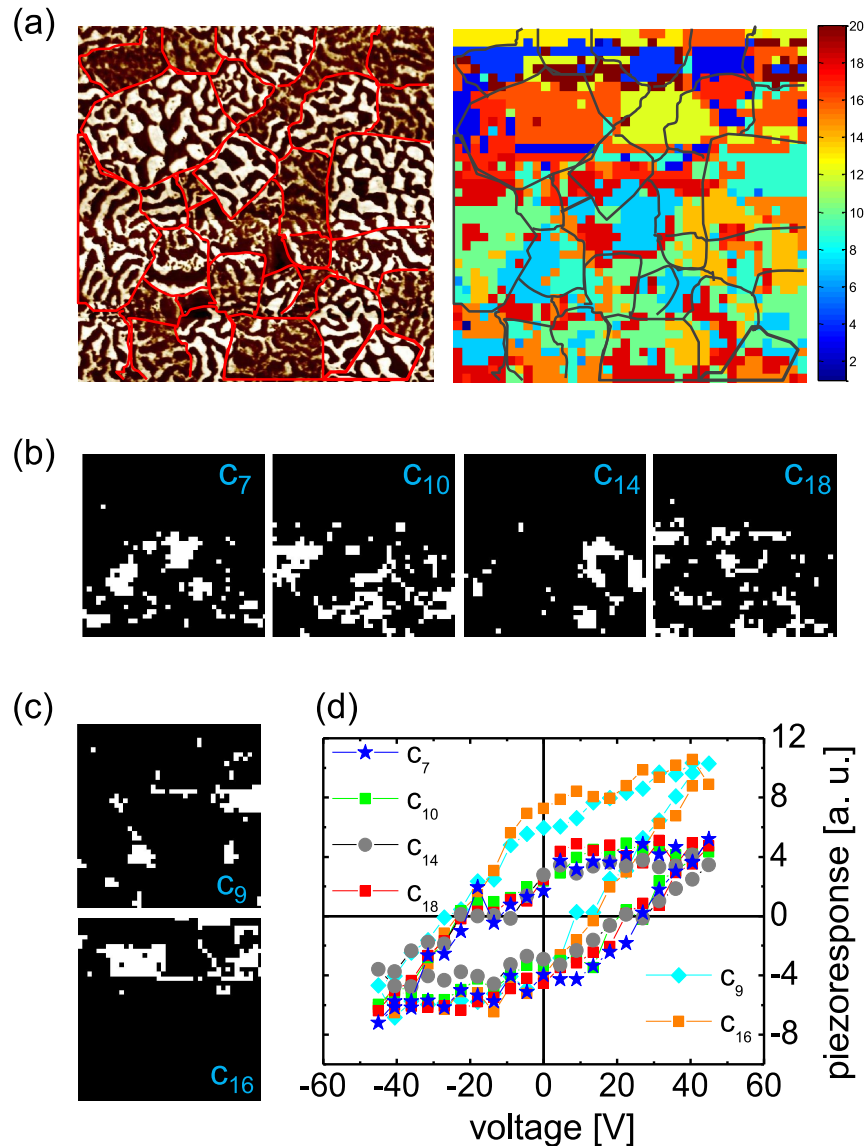 (a)
20
18
16
14
12
10
8
6
4
2
(b)
c7
c10
c14
c18
(c)
(d)
c9
c16
c7
c10
c14
c18
c9
c16
12
8
4
0
-4
-8
piezoresponse [a. u.]
-60 -40 -20 0 20 40 60
voltage [V]